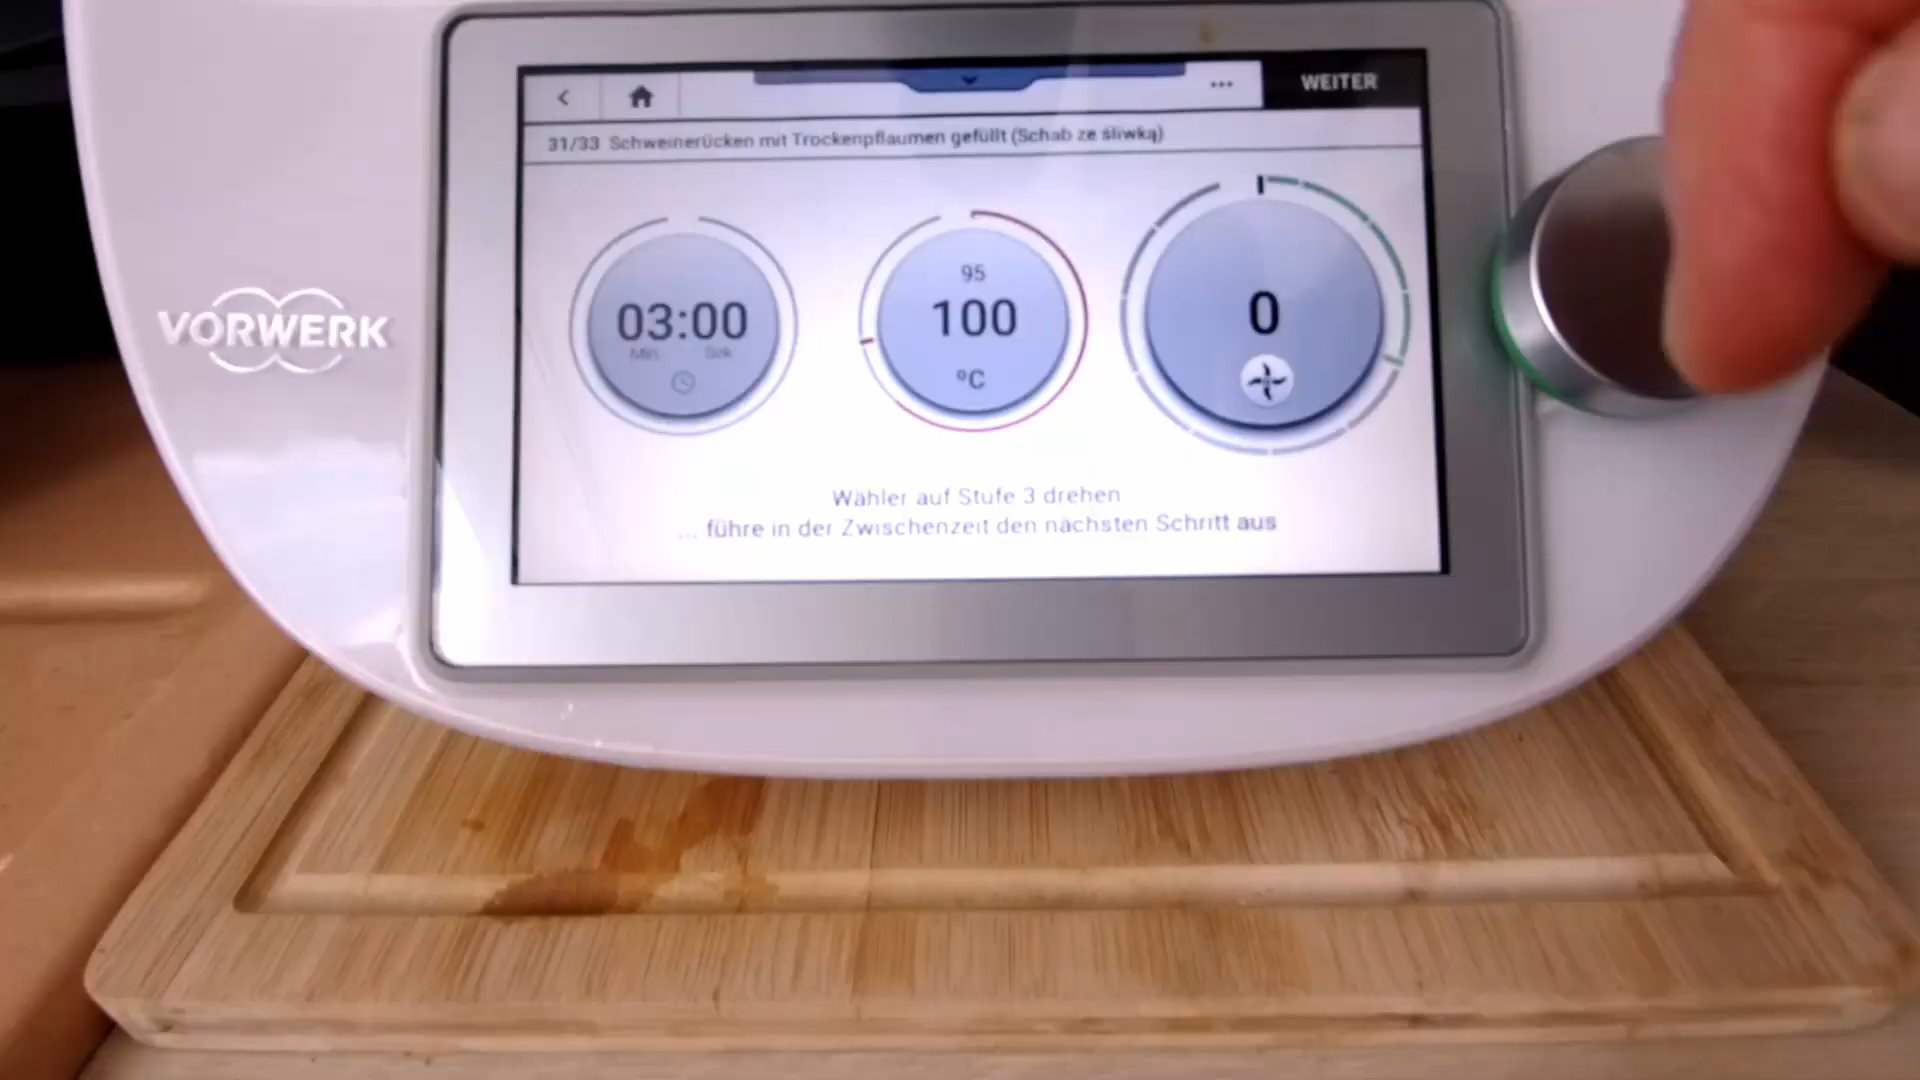 WEITER
31/33 Schweinerücken mit Trockenpflaumen gefüllt (Schab ze śliwką)
03:00
Min. Sek.
95
100
°C
0
VORWERK
Wähler auf Stufe 3 drehen
... führe in der Zwischenzeit den nächsten Schritt aus